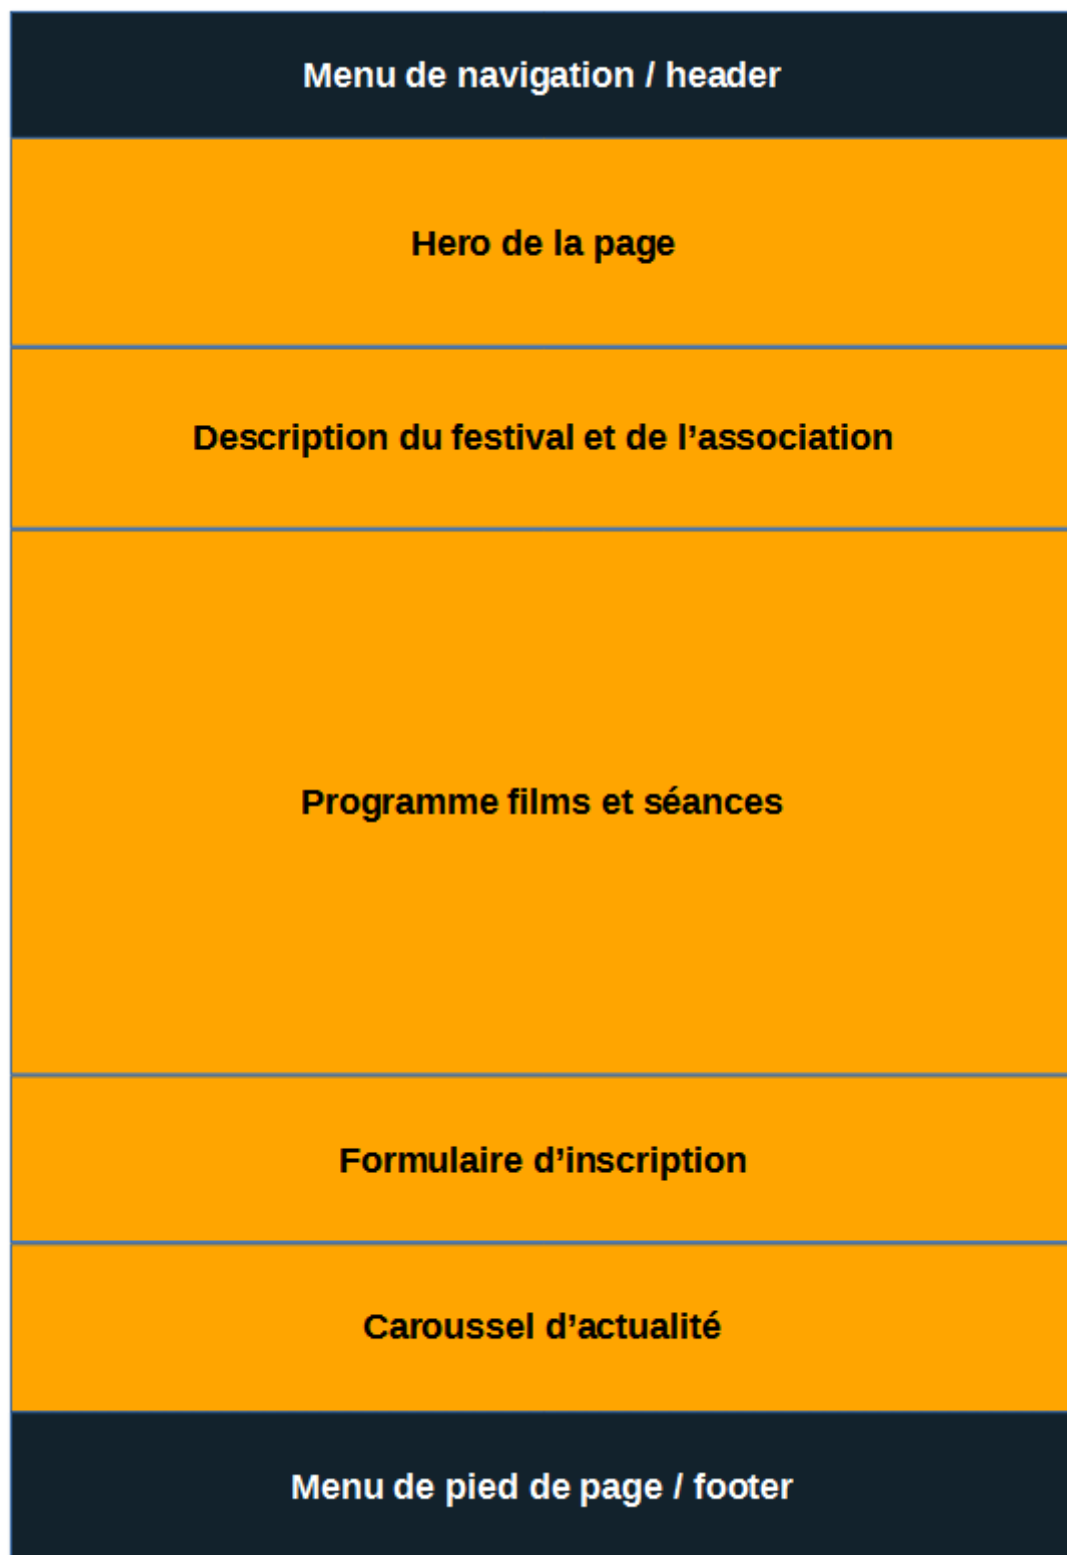 Menu de navigation / header
Hero de la page
Description du festival et de l’association
Programme films et séances
Formulaire d’inscription
Caroussel d’actualité
Menu de pied de page / footer